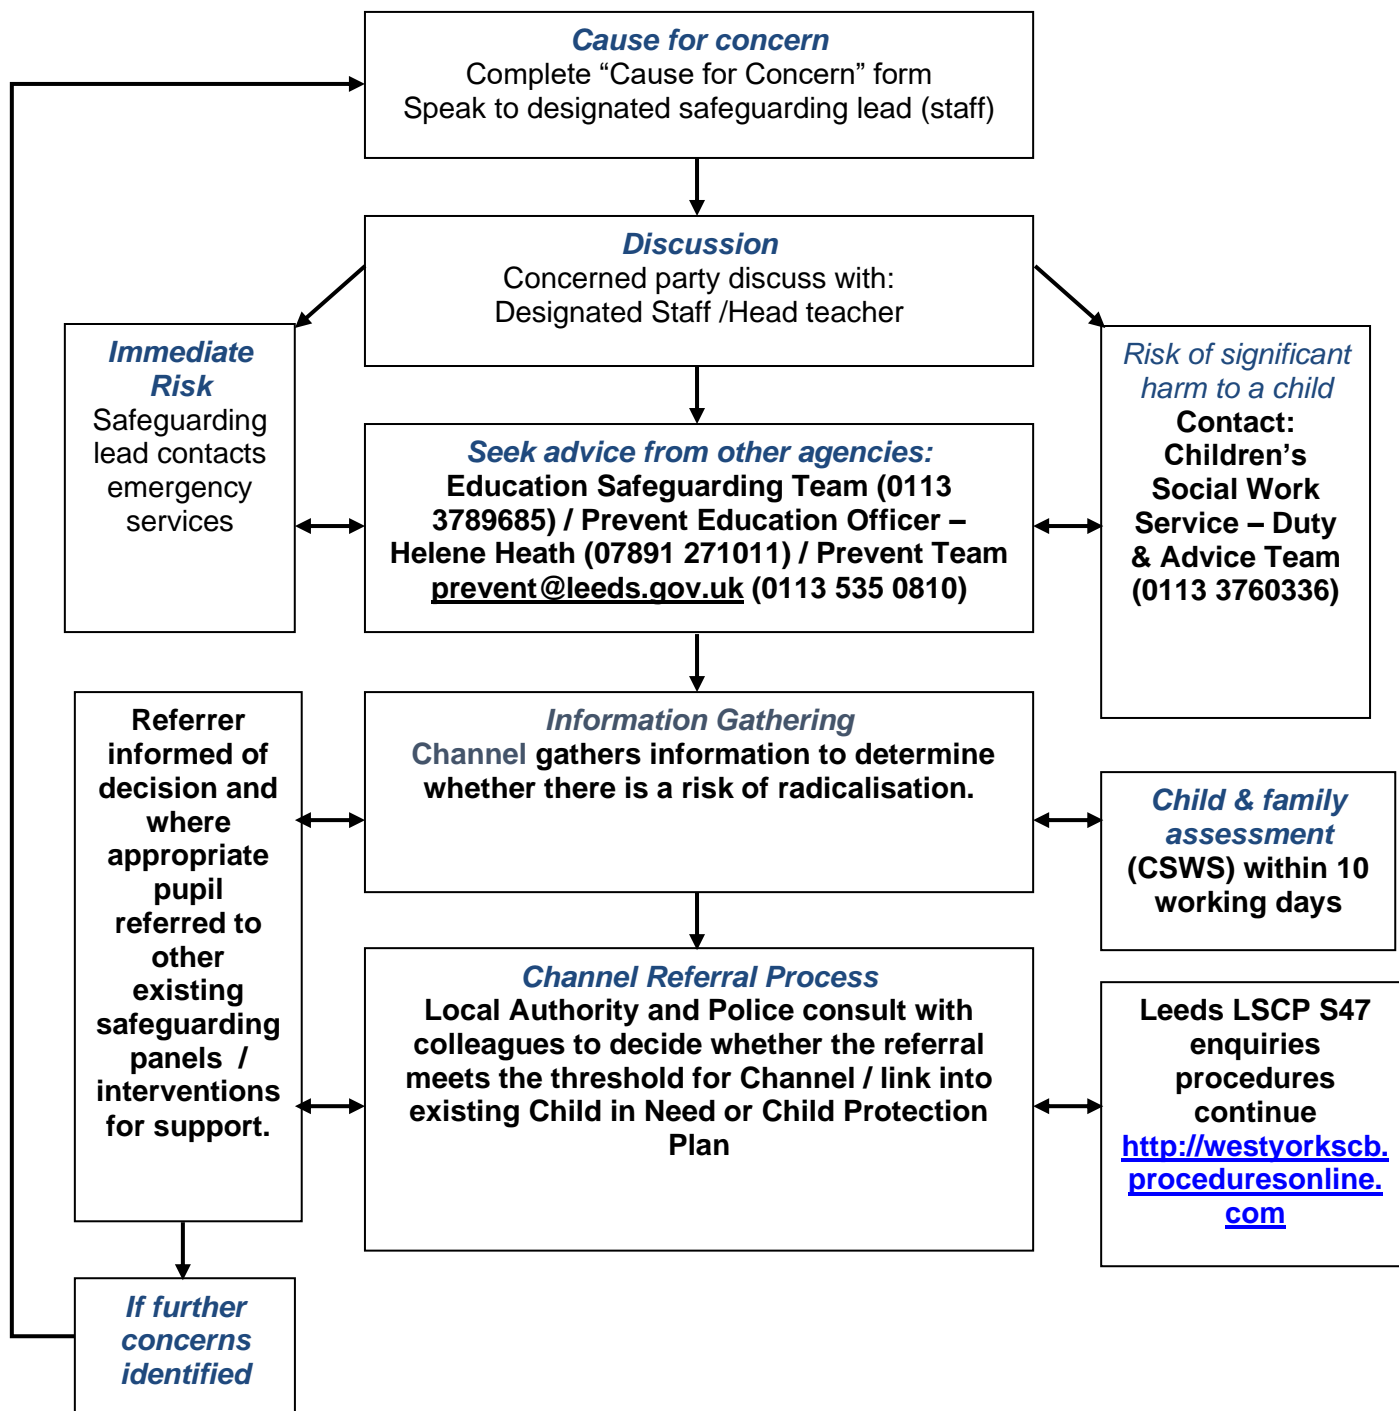 Cause for concern
Complete “Cause for Concern” form
Speak to designated safeguarding lead (staff)
Discussion
Concerned party discuss with:
Designated Staff /Head teacher
Immediate
Risk
Safeguarding
lead contacts
emergency
services
Seek advice from other agencies:
Education Safeguarding Team (0113
3789685) / Prevent Education Officer –
Helene Heath (07891 271011) / Prevent Team
prevent@leeds.gov.uk (0113 535 0810)
Risk of significant
harm to a child
Contact:
Children’s
Social Work
Service – Duty
& Advice Team
(0113 3760336)
Referrer
informed of
decision and
where
appropriate
pupil
referred to
other
existing
safeguarding
panels /
interventions
for support.
Information Gathering
Channel gathers information to determine
whether there is a risk of radicalisation.
Child & family
assessment
(CSWS) within 10
working days
Channel Referral Process
Local Authority and Police consult with
colleagues to decide whether the referral
meets the threshold for Channel / link into
existing Child in Need or Child Protection
Plan
Leeds LSCP S47
enquiries
procedures
continue
http://westyorkscb.
proceduresonline.
com
If further
concerns
identified